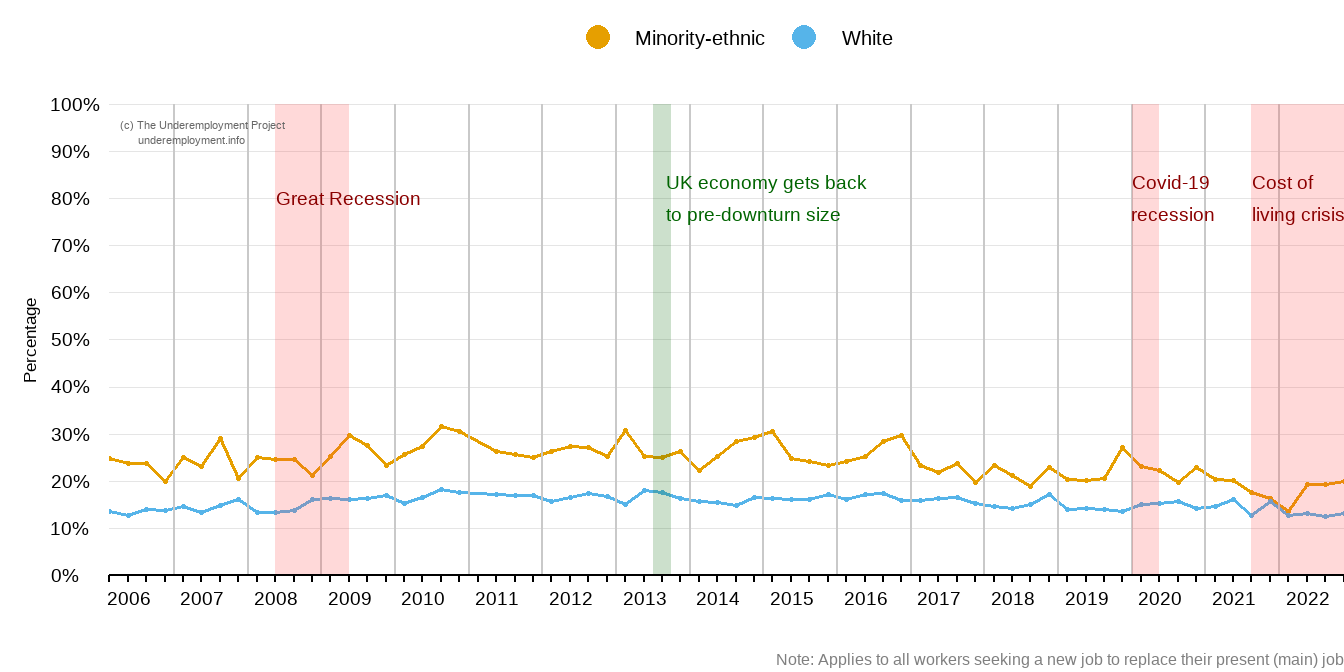 Minority-ethnic White
100%
(c) The Underemployment Project
underemployment.info
90%
Great Recession
UK economy gets back
to pre-downturn size
Covid-19
recession
Cost of
living crisis
80%
70%
60%
50%
40%
30%
20%
10%
0%
Percentage
2006 2007 2008 2009 2010 2011 2012 2013 2014 2015 2016 2017 2018 2019 2020 2021 2022
Note: Applies to all workers seeking a new job to replace their present (main) job